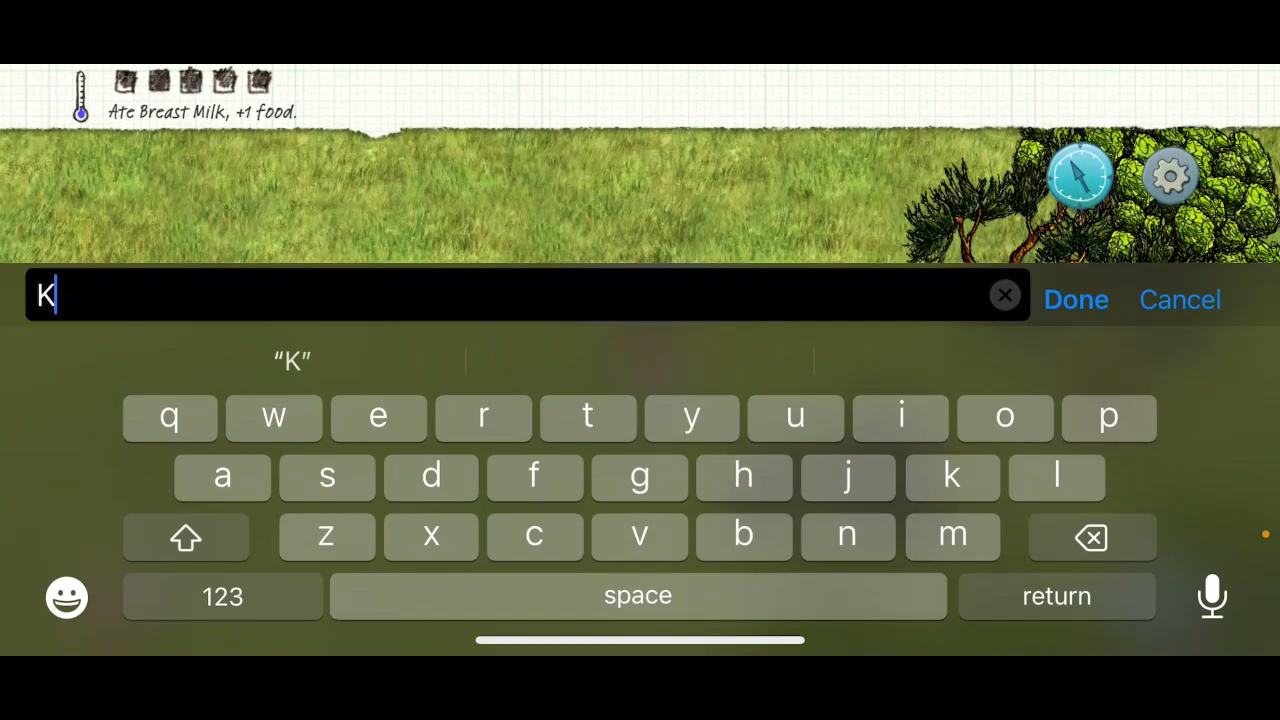 Ate Breast Milk, +1 food.
K
Done
Cancel
“K”
q w e r t y u i o p
a s d f g h j k l
z x c v b n m
123
space
return